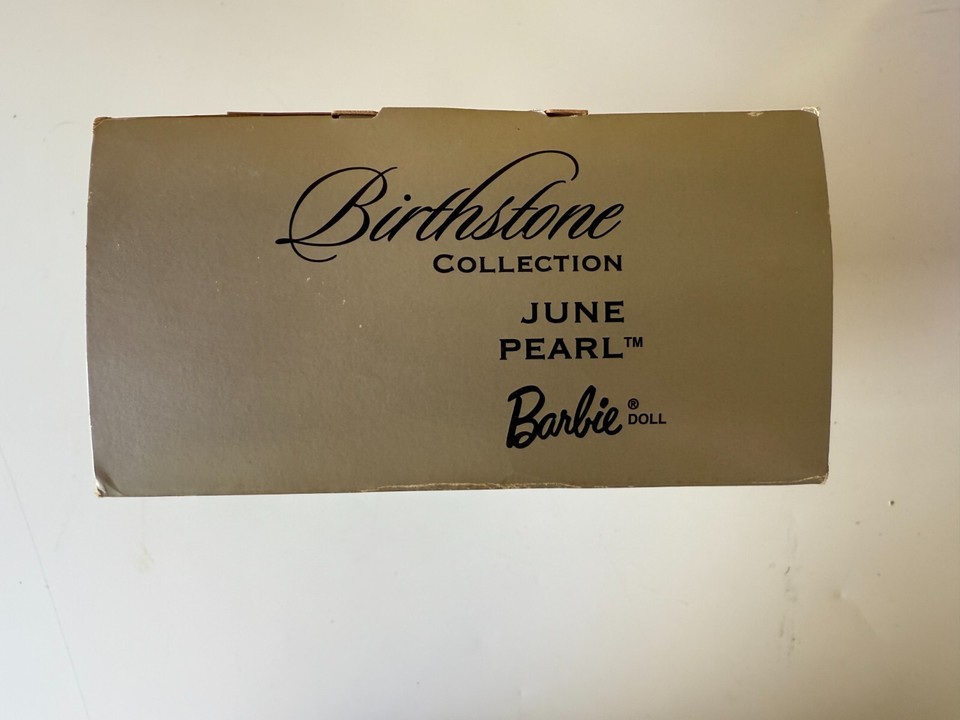 Birthstone
COLLECTION
JUNE
PEARL™
Barbie® DOLL